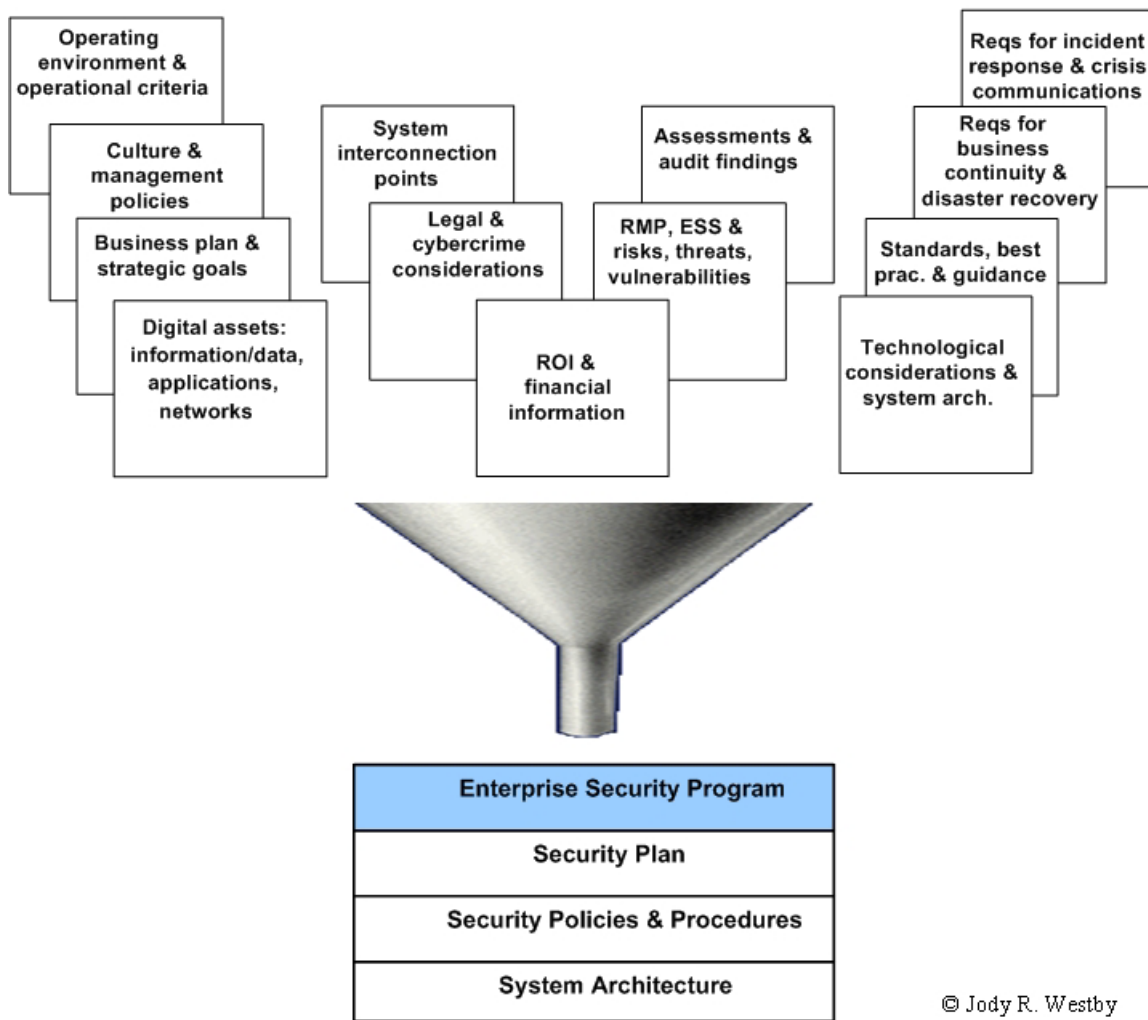 Operating
environment &
operational criteria
Culture &
management
policies
Business plan &
strategic goals
Digital assets:
information/data,
applications,
networks
System
interconnection
points
Legal &
cybercrime
considerations
ROI &
financial
information
Assessments &
audit findings
RMP, ESS &
risks, threats,
vulnerabilities
Reqs for incident
response & crisis
communications
Reqs for
business
continuity &
disaster recovery
Standards, best
prac. & guidance
Technological
considerations &
system arch.
Enterprise Security Program
Security Plan
Security Policies & Procedures
System Architecture
© Jody R. Westby